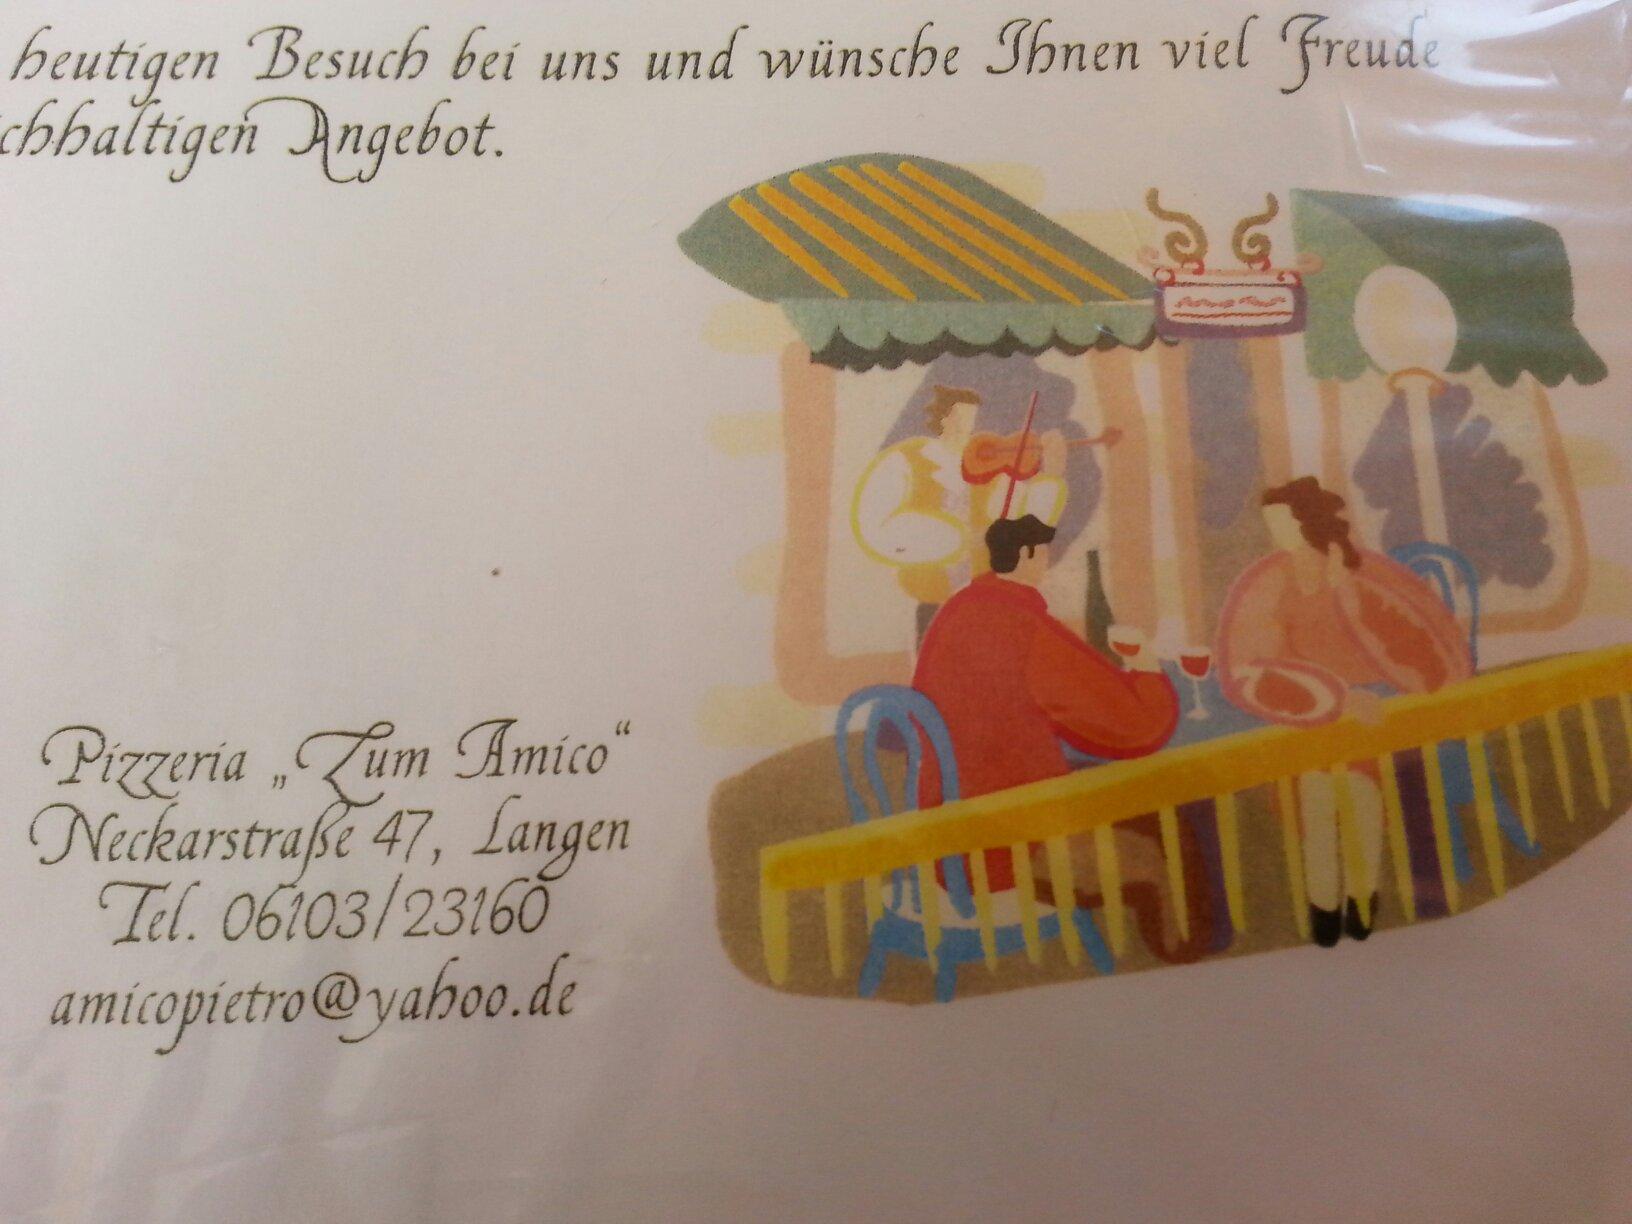 heutigen Besuch bei uns und wünsche Ihnen viel Freude
ichhaltigen Angebot.
Pizzeria „Zum Amico“
Neckarstraße 47, Langen
Tel. 06103/23160
amicopietro@yahoo.de